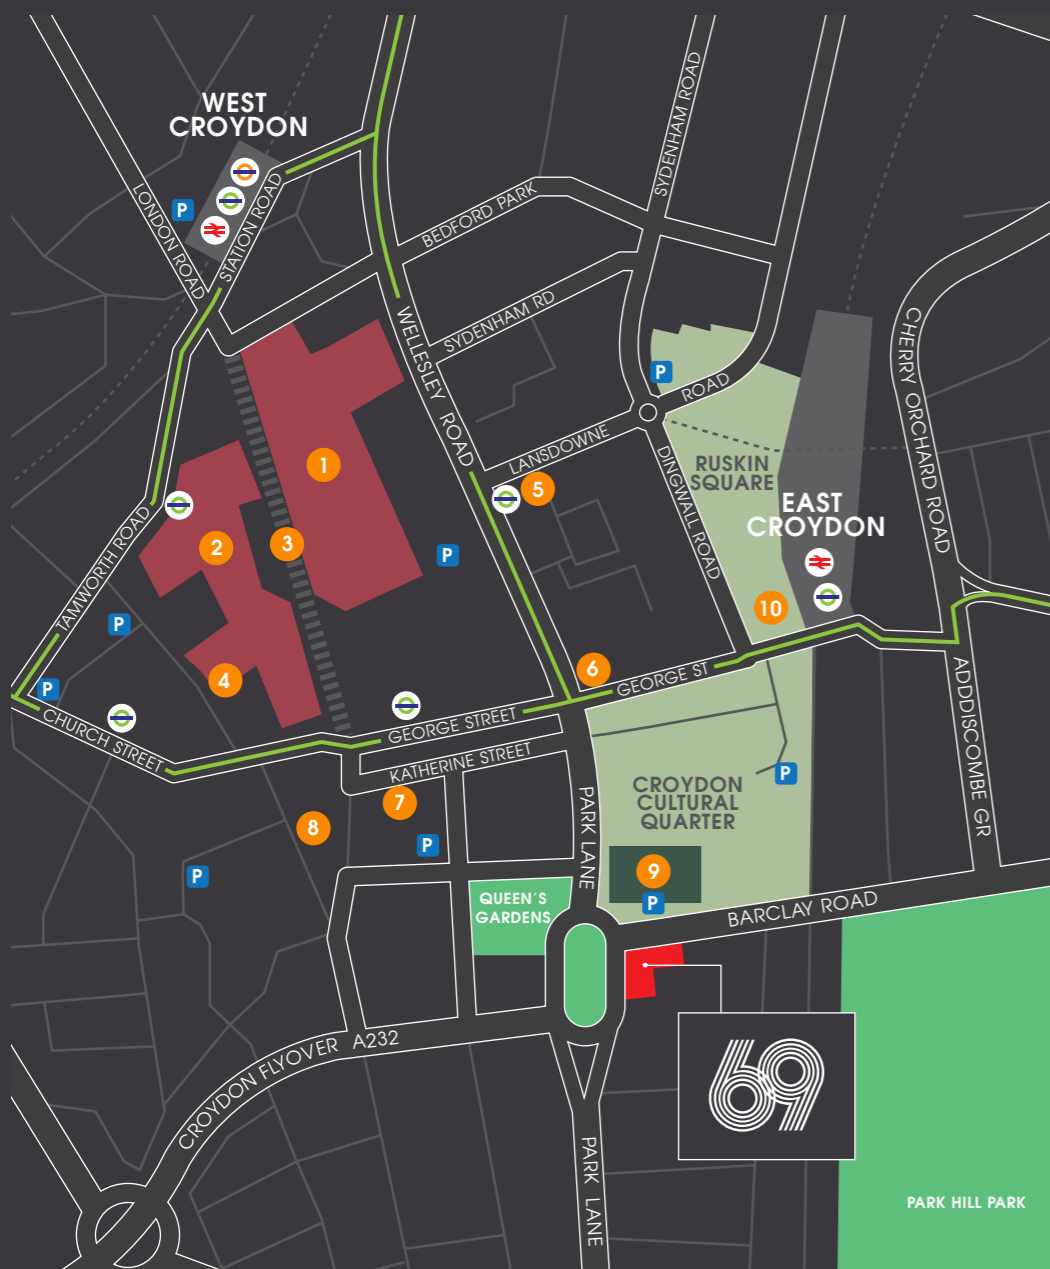 WEST
CROYDON
P
LONDON ROAD
STATION ROAD
BEDFORD PARK
SYDENHAM ROAD
SYDENHAM RD
WELLESLEY ROAD
CHERRY ORCHARD ROAD
P
ROAD
LANSDOWNE
1
RUSKIN
SQUARE
5
EAST
CROYDON
DINGWALL ROAD
2
3
P
TAMWORTH ROAD
P
10
4
6
P
GEORGE ST
CHURCH STREET
GEORGE STREET
KATHERINE STREET
ADDDISCOMBE GR
7
8
P
P
PARK LANE
CROYDON
CULTURAL
QUARTER
P
9
P
QUEEN'S
GARDENS
BARCLAY ROAD
CROYDON FLYOVER A232
69
PARK LANE
PARK HILL PARK